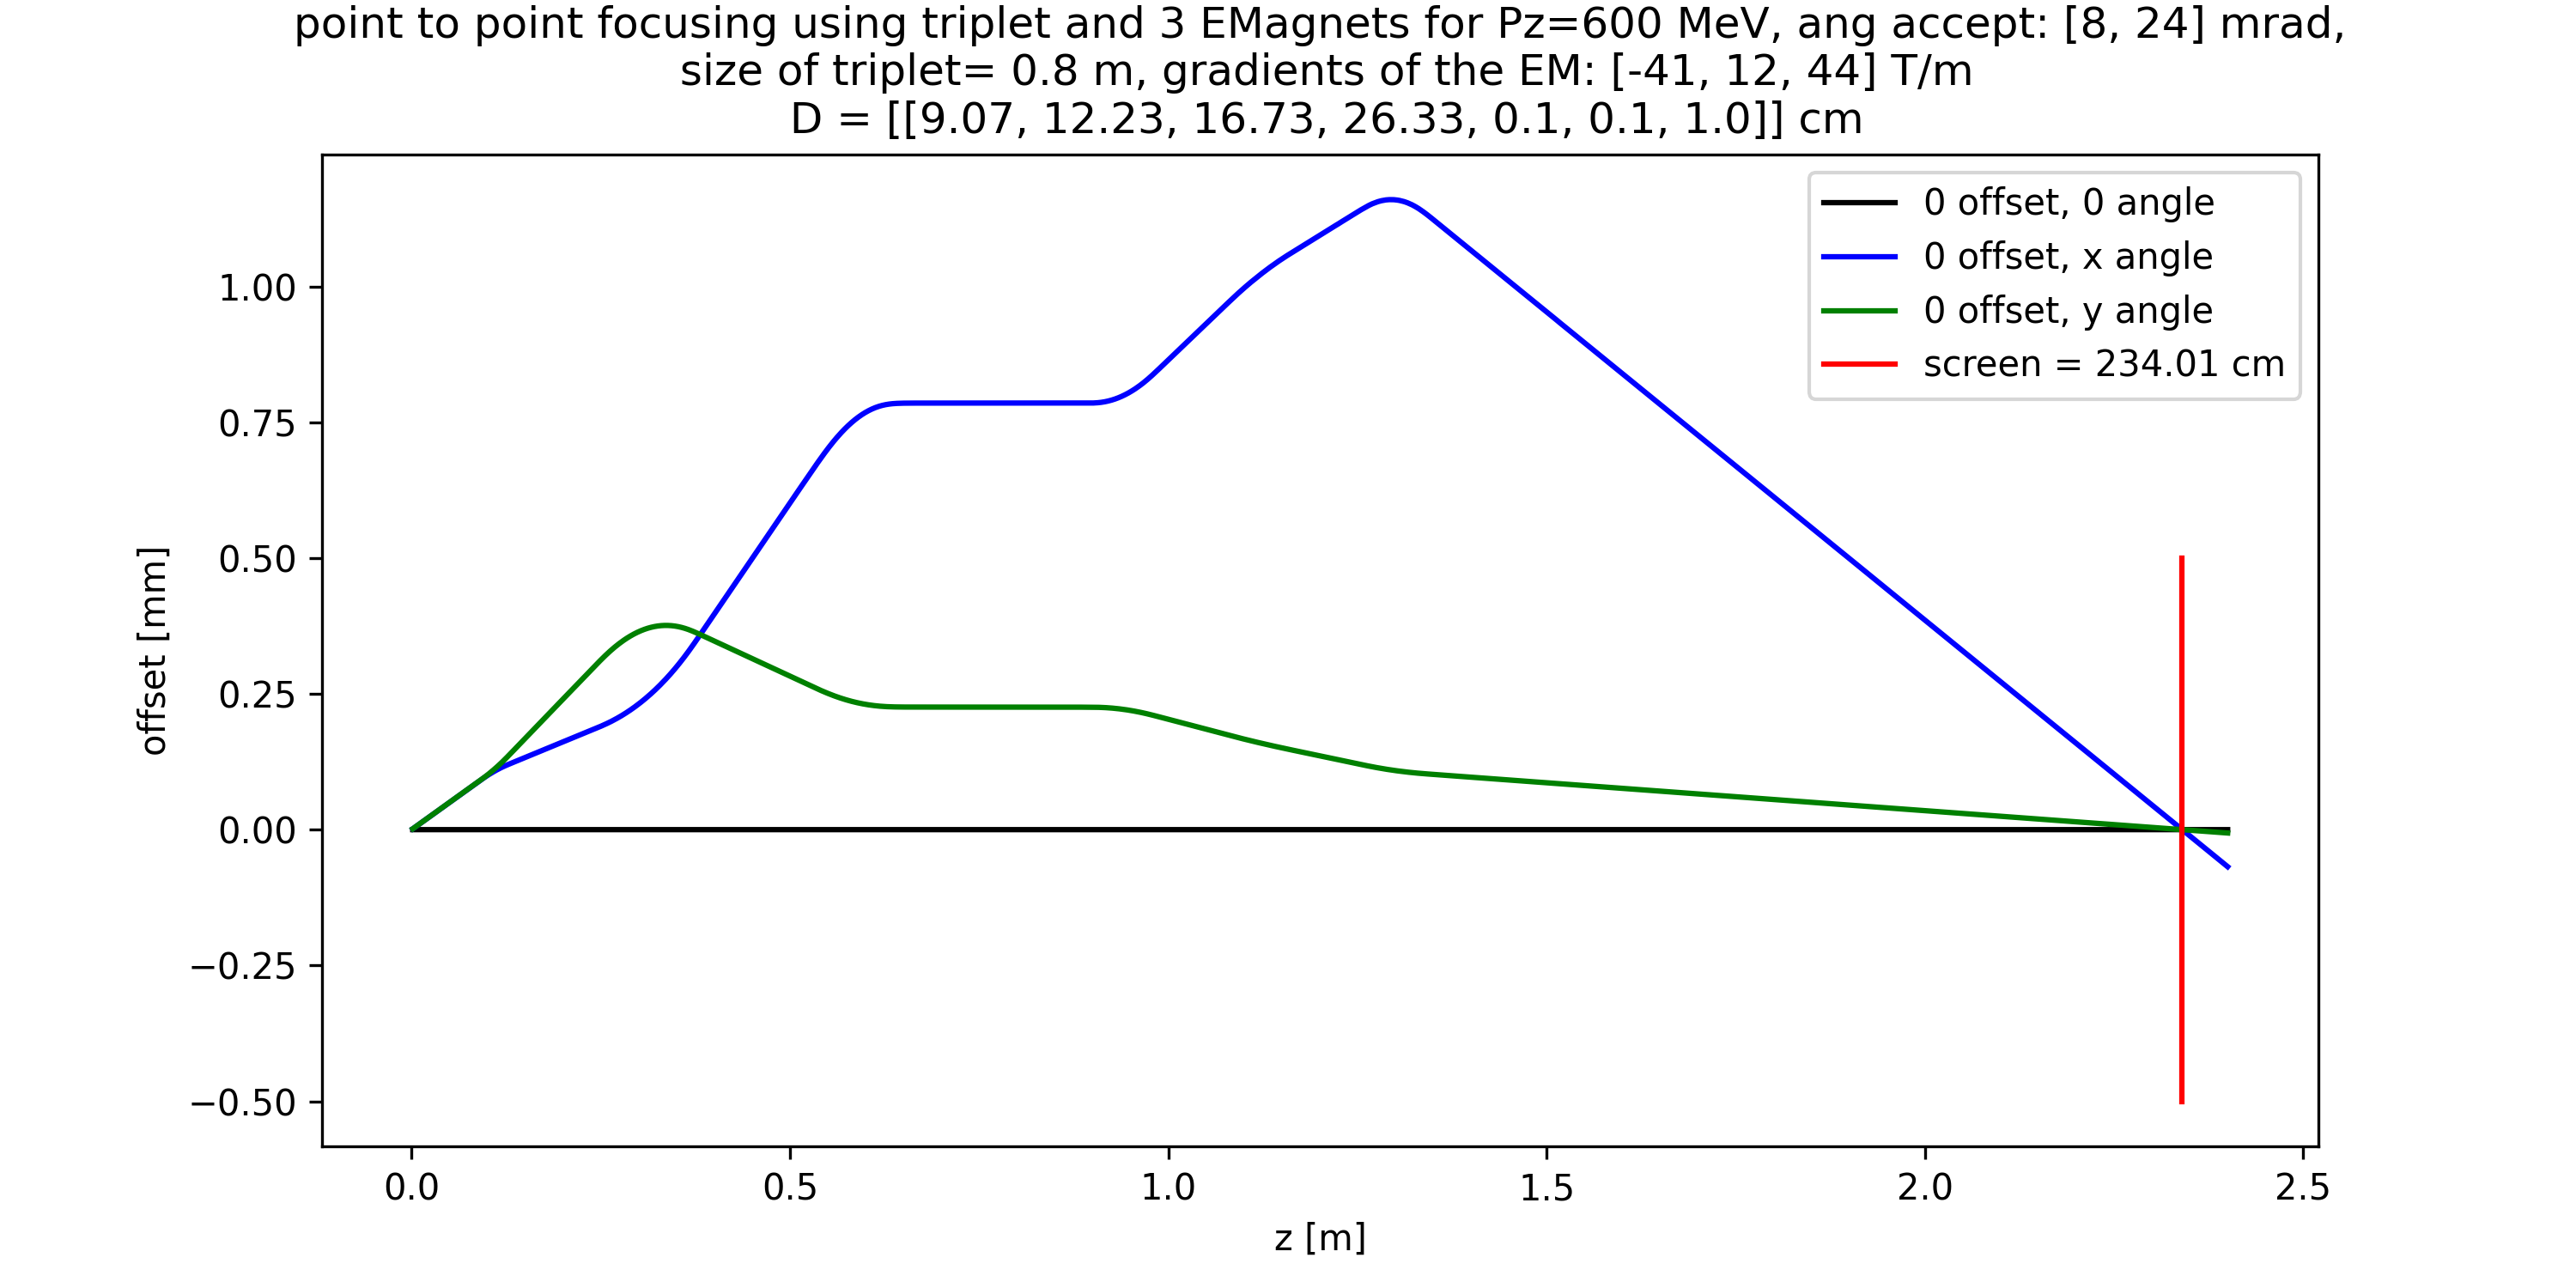 point to point focusing using triplet and 3 EMagnets for Pz=600 MeV, ang accept: [8, 24] mrad,
size of triplet= 0.8 m, gradients of the EM: [-41, 12, 44] T/m
D = [[9.07, 12.23, 16.73, 26.33, 0.1, 0.1, 1.0]] cm
0 offset, 0 angle
0 offset, x angle
0 offset, y angle
screen = 234.01 cm
offset [mm]
1.00
0.75
0.50
0.25
0.00
−0.25
−0.50
0.0 0.5 1.0 1.5 2.0 2.5
z [m]